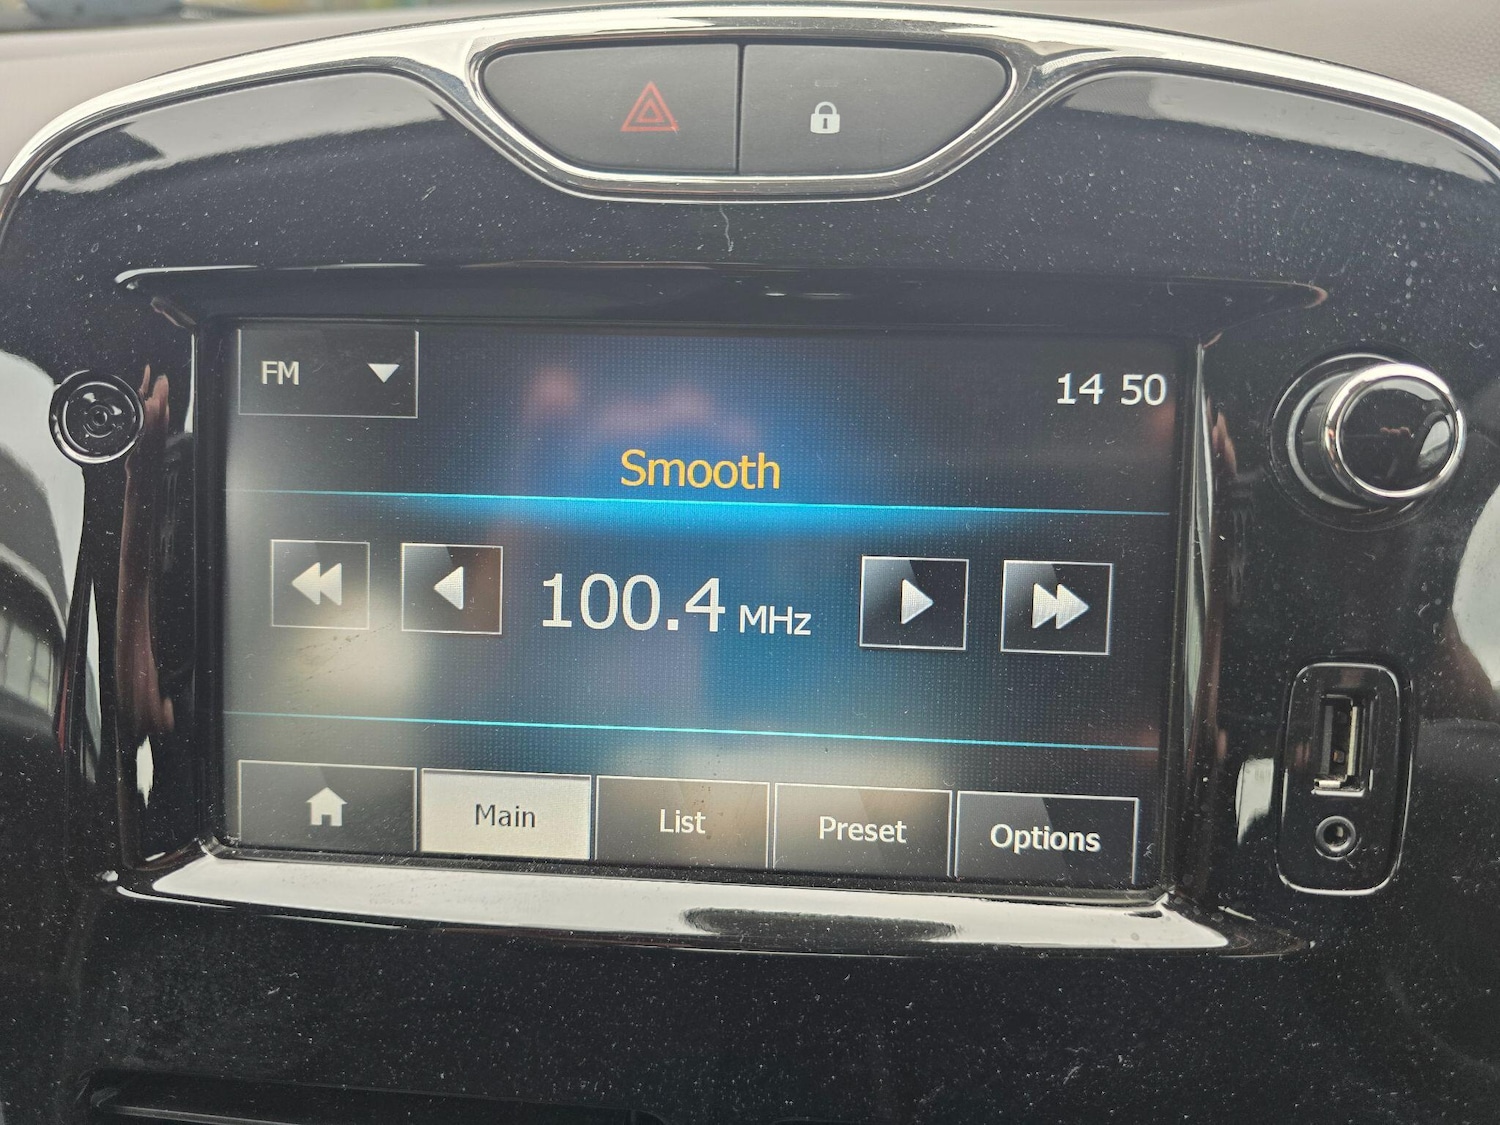 FM
14 50
Smooth
100.4 MHz
Main
List
Preset
Options